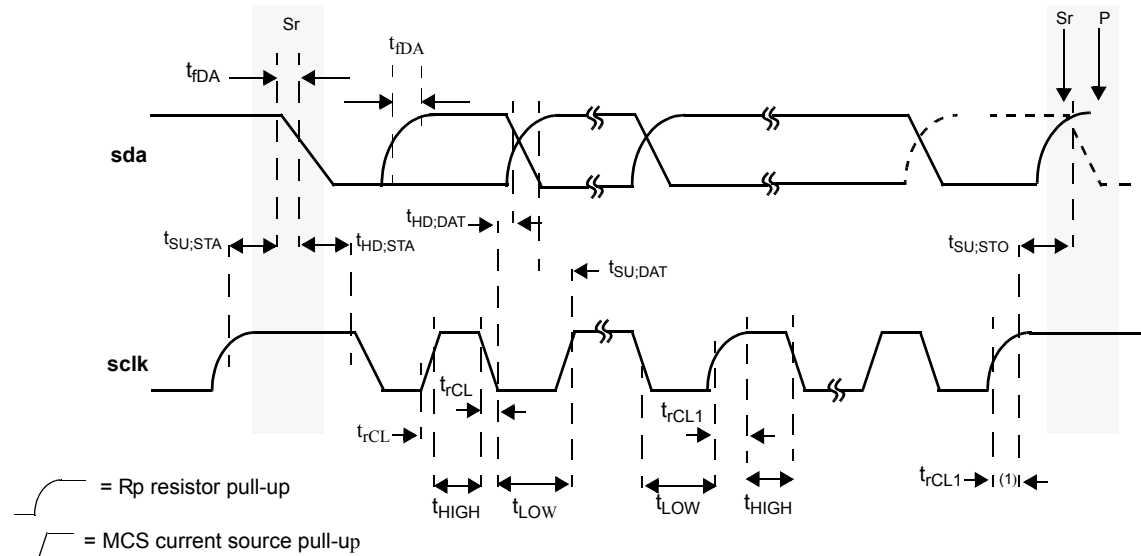 Sr
Sr P
tfDA
tfDA
sda
tHD;DAT
tSU;STA
tHD;STA
tSU;STO
tSU;DAT
sclk
trCL
trCL1
trCL
trCL1 (1)
tHIGH tLOW tLOW tHIGH
= Rp resistor pull-up
= MCS current source pull-up